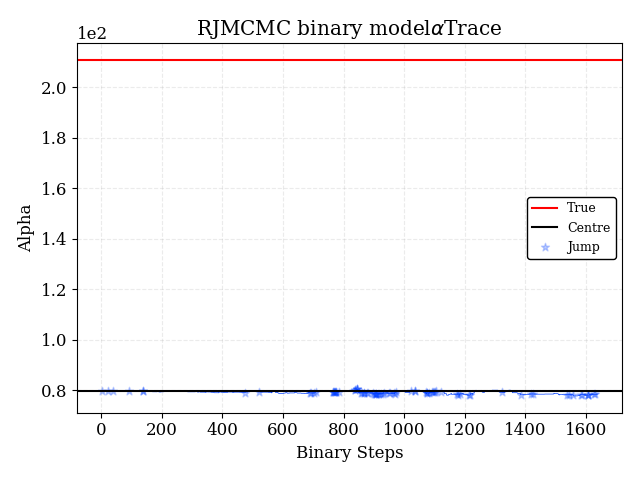 RJMCMC binary modelαTrace
1e2
2.0
1.8
1.6
1.4
1.2
1.0
0.8
Alpha
True
Centre
Jump
0 200 400 600 800 1000 1200 1400 1600
Binary Steps